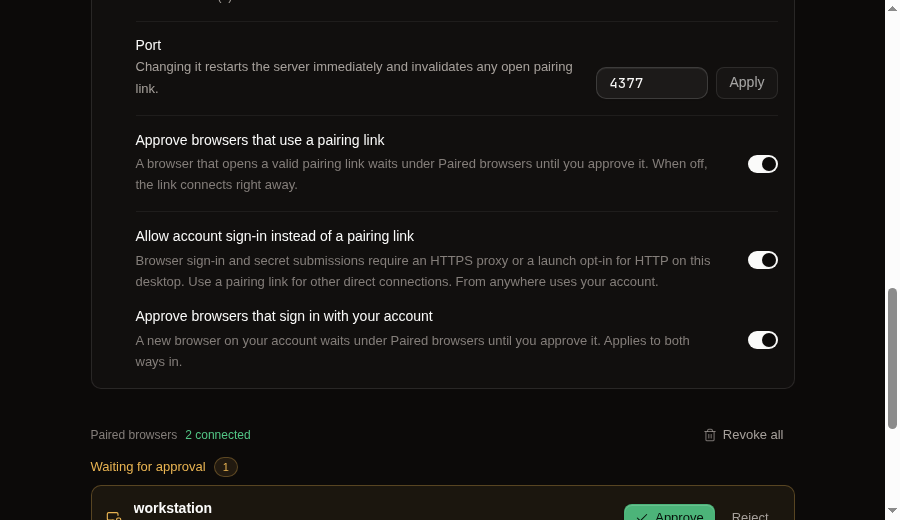 Port
Changing it restarts the server immediately and invalidates any open pairing
link.
4377
Apply
Approve browsers that use a pairing link
A browser that opens a valid pairing link waits under Paired browsers until you approve it. When off,
the link connects right away.
Allow account sign-in instead of a pairing link
Browser sign-in and secret submissions require an HTTPS proxy or a launch opt-in for HTTP on this
desktop. Use a pairing link for other direct connections. From anywhere uses your account.
Approve browsers that sign in with your account
A new browser on your account waits under Paired browsers until you approve it. Applies to both
ways in.
Paired browsers 2 connected
Revoke all
Waiting for approval 1
workstation
Approve
Reject